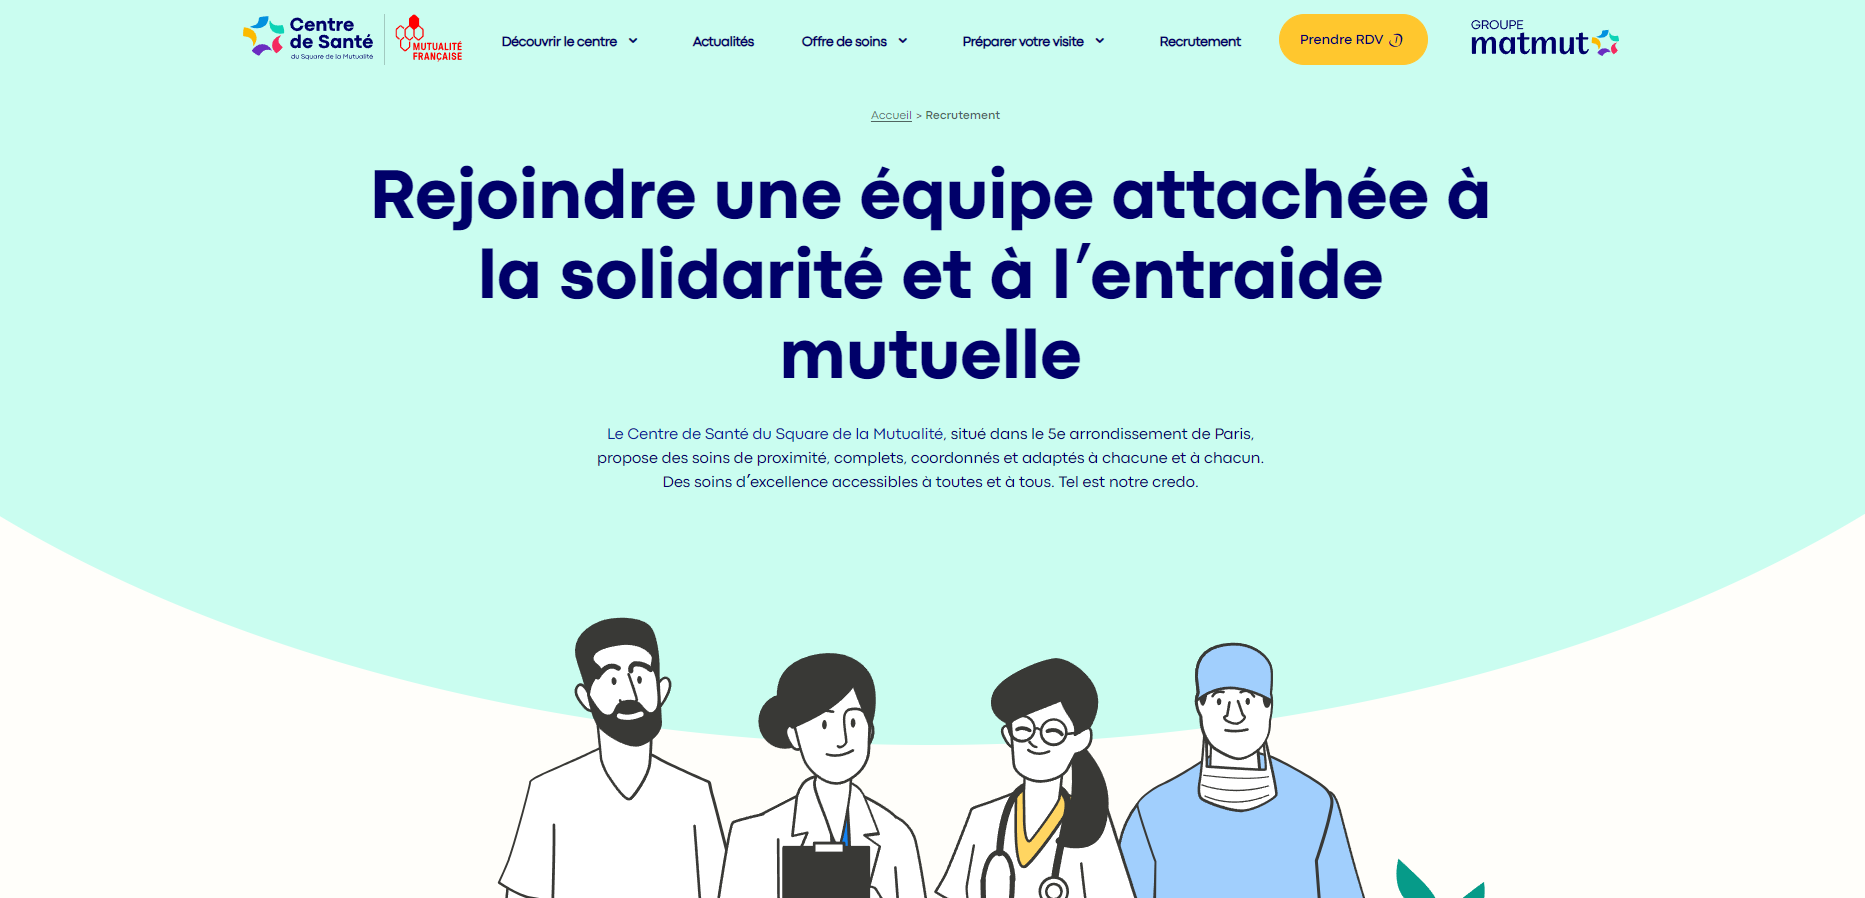 Centre
de Santé
du Square de la Mutualité
MUTUALITÉ
FRANÇAISE
Découvrir le centre
Actualités
Offre de soins
Préparer votre visite
Recrutement
Prendre RDV
GROUPE
matmut
Accueil > Recrutement
Rejoindre une équipe attachée à
la solidarité et à l’entraide
mutuelle
Le Centre de Santé du Square de la Mutualité, situé dans le 5e arrondissement de Paris,
propose des soins de proximité, complets, coordonnés et adaptés à chacune et à chacun.
Des soins d’excellence accessibles à toutes et à tous. Tel est notre credo.